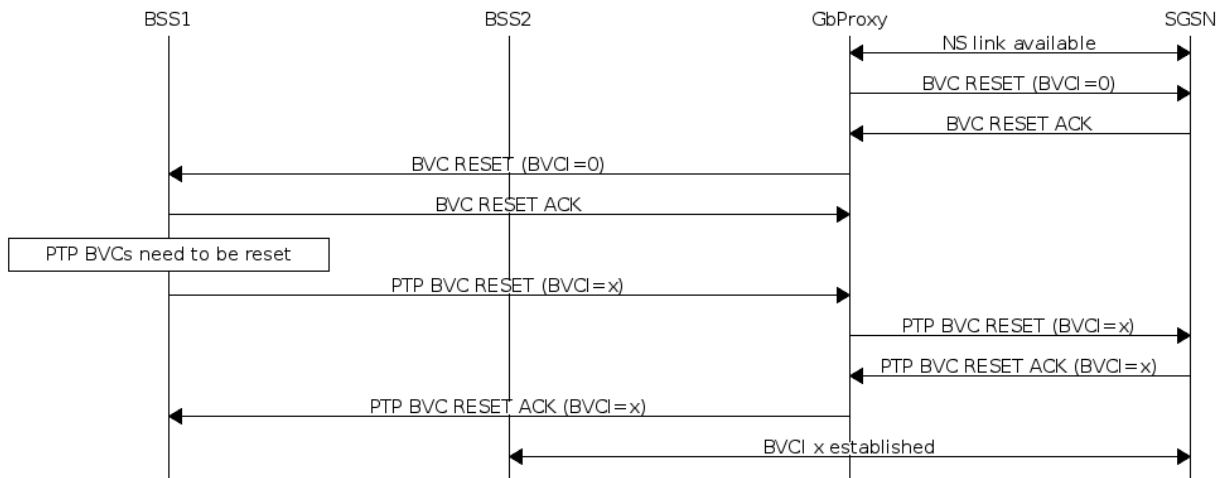 BSS1 BSS2 GbProxy SGSN
NS link available
BVC RESET (BVCI=0)
BVC RESET ACK
BVC RESET (BVCI=0)
BVC RESET ACK
PTP BVCs need to be reset
PTP BVC RESET (BVCI=x)
PTP BVC RESET (BVCI=x)
PTP BVC RESET ACK (BVCI=x)
PTP BVC RESET ACK (BVCI=x)
BVCI x established